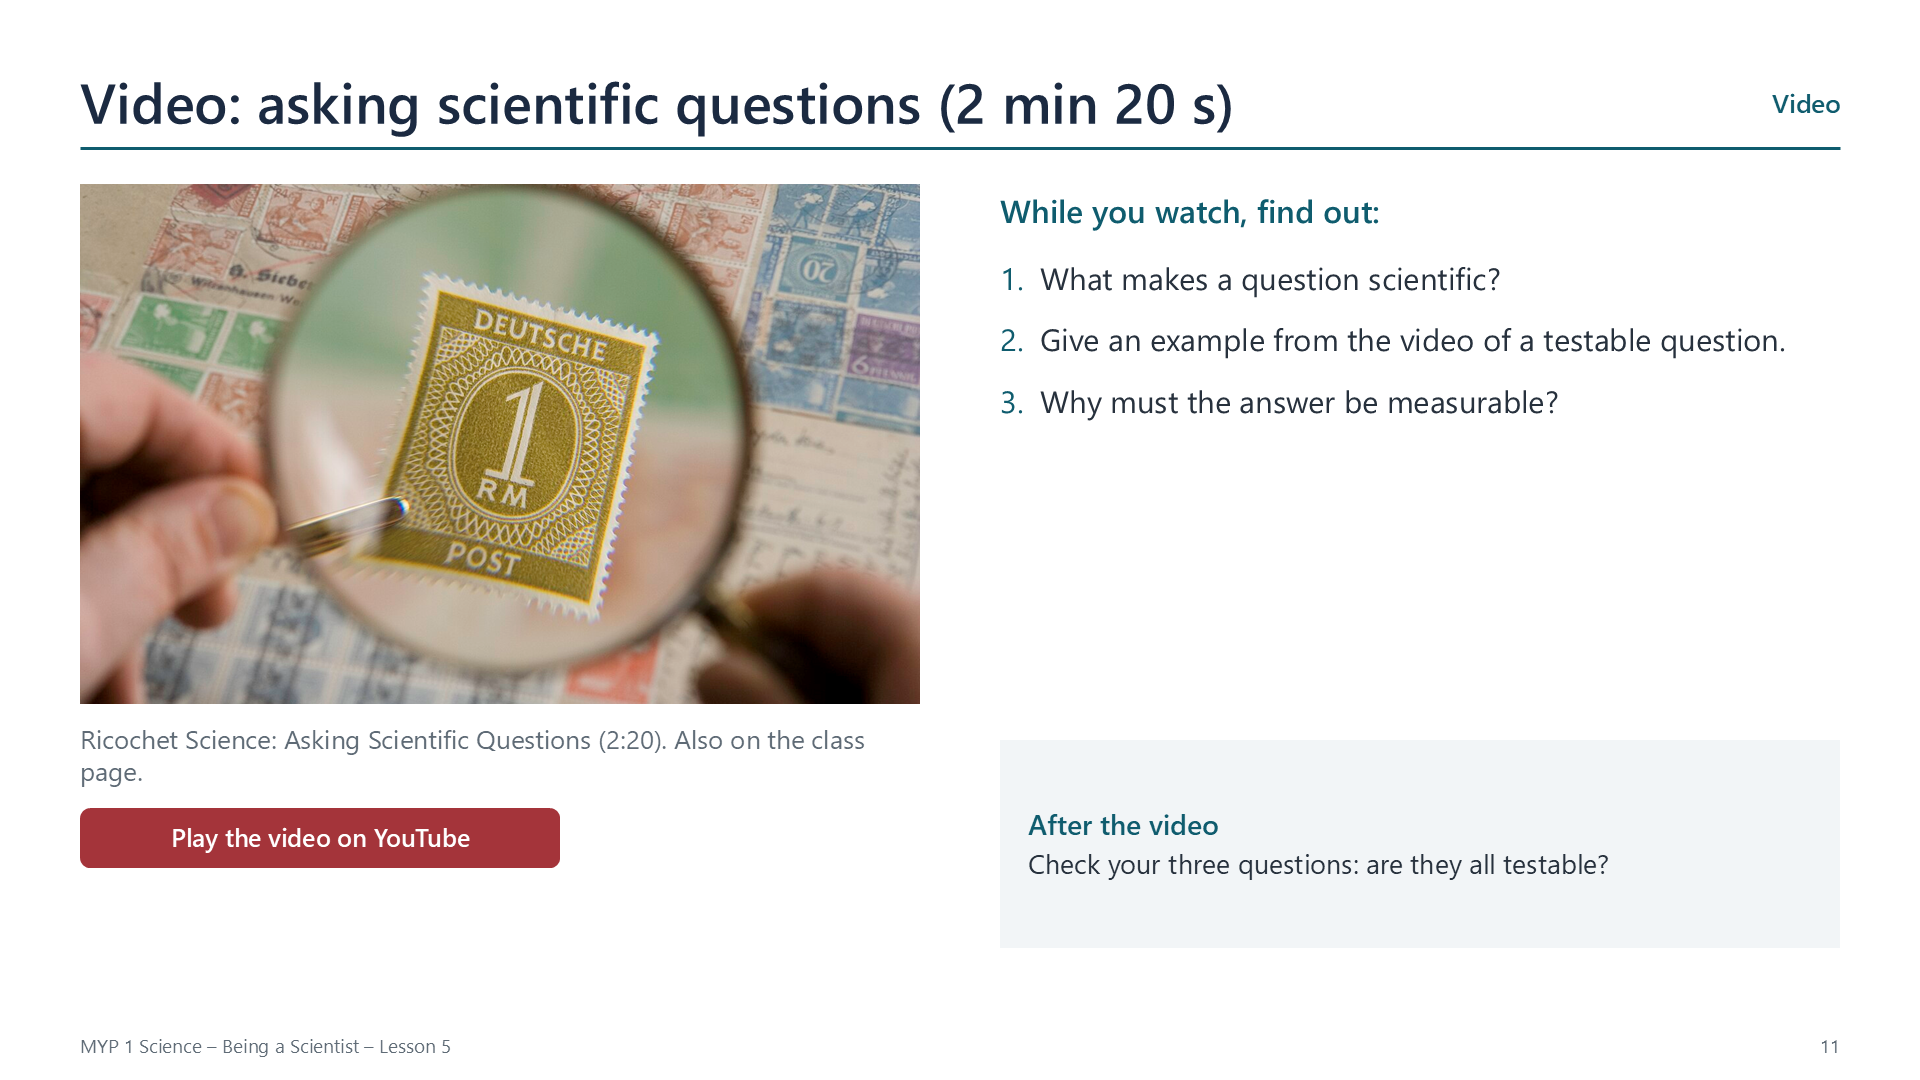 Video: asking scientific questions (2 min 20 s)
Video
DEUTSCHE
1
RM
POST
20
6
Ricochet Science: Asking Scientific Questions (2:20). Also on the class
page.
Play the video on YouTube
While you watch, find out:
1. What makes a question scientific?
2. Give an example from the video of a testable question.
3. Why must the answer be measurable?
After the video
Check your three questions: are they all testable?
MYP 1 Science – Being a Scientist – Lesson 5
11